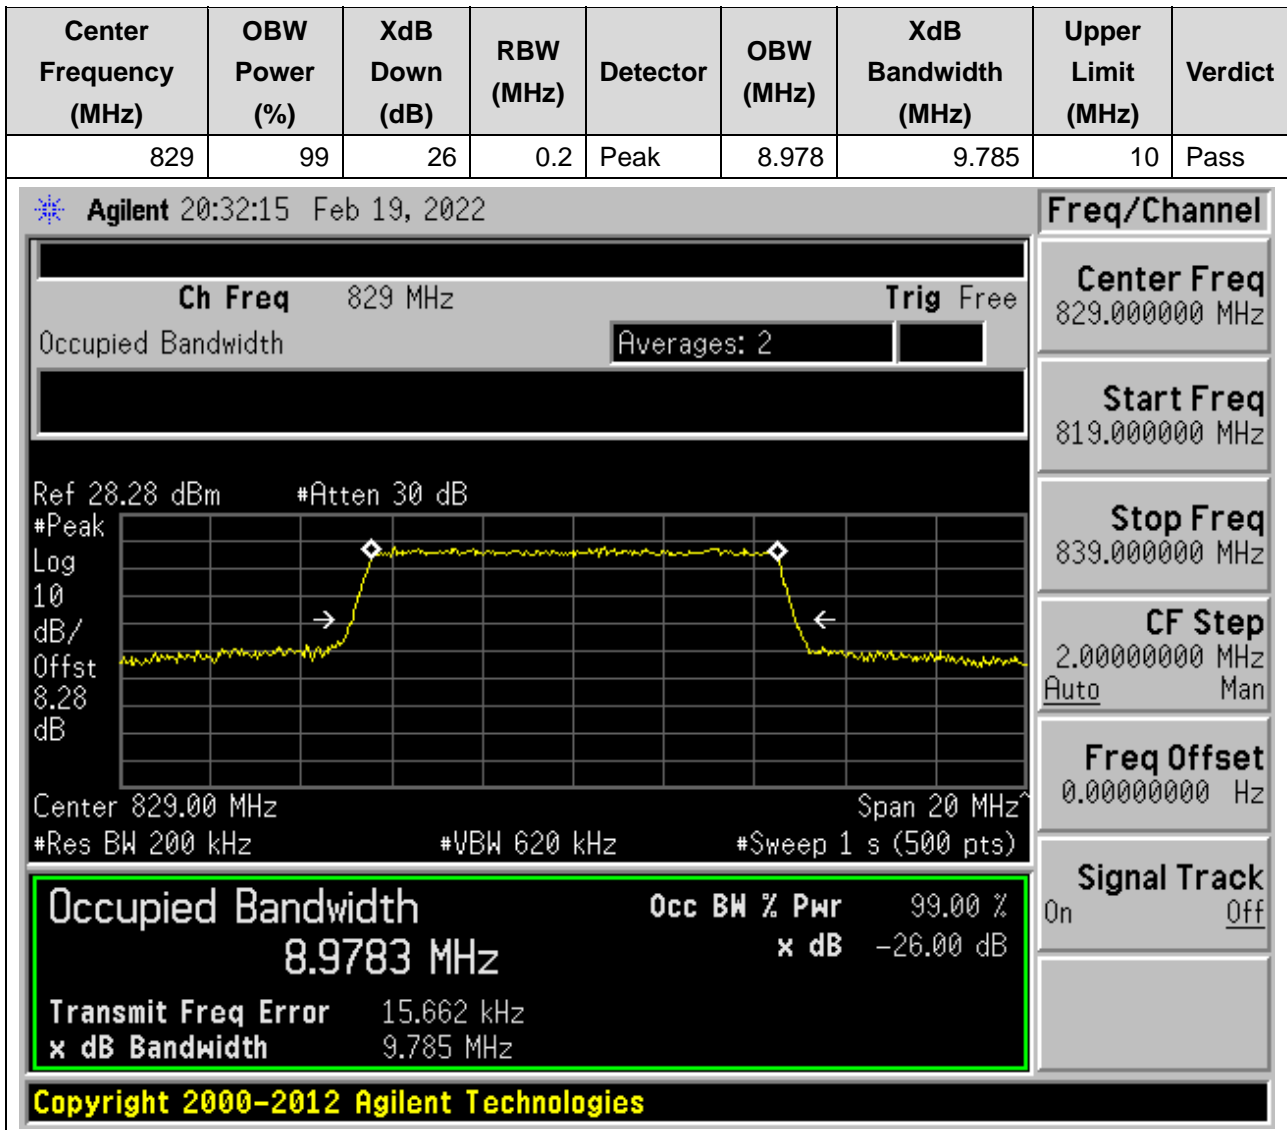 Center Frequency (MHz) OBW Power (%) XdB Down (dB) RBW (MHz) Detector OBW (MHz) XdB Bandwidth (MHz) Upper Limit (MHz) Verdict
829 99 26 0.2 Peak 8.978 9.785 10 Pass
Agilent 20:32:15 Feb 19, 2022
Freq/Channel
Ch Freq 829 MHz Trig Free
Occupied Bandwidth Averages: 2
Ref 28.28 dBm #Atten 30 dB
#Peak
Log
10
dB/
Offst
8.28
dB
Center 829.00 MHz Span 20 MHz^
#Res BW 200 kHz #VBW 620 kHz #Sweep 1 s (500 pts)
Occupied Bandwidth Occ BW % Pwr 99.00 %
8.9783 MHz x dB -26.00 dB
Transmit Freq Error 15.662 kHz
x dB Bandwidth 9.785 MHz
Center Freq
829.000000 MHz
Start Freq
819.000000 MHz
Stop Freq
839.000000 MHz
CF Step
2.00000000 MHz
Auto Man
Freq Offset
0.00000000 Hz
Signal Track
On Off
Copyright 2000-2012 Agilent Technologies